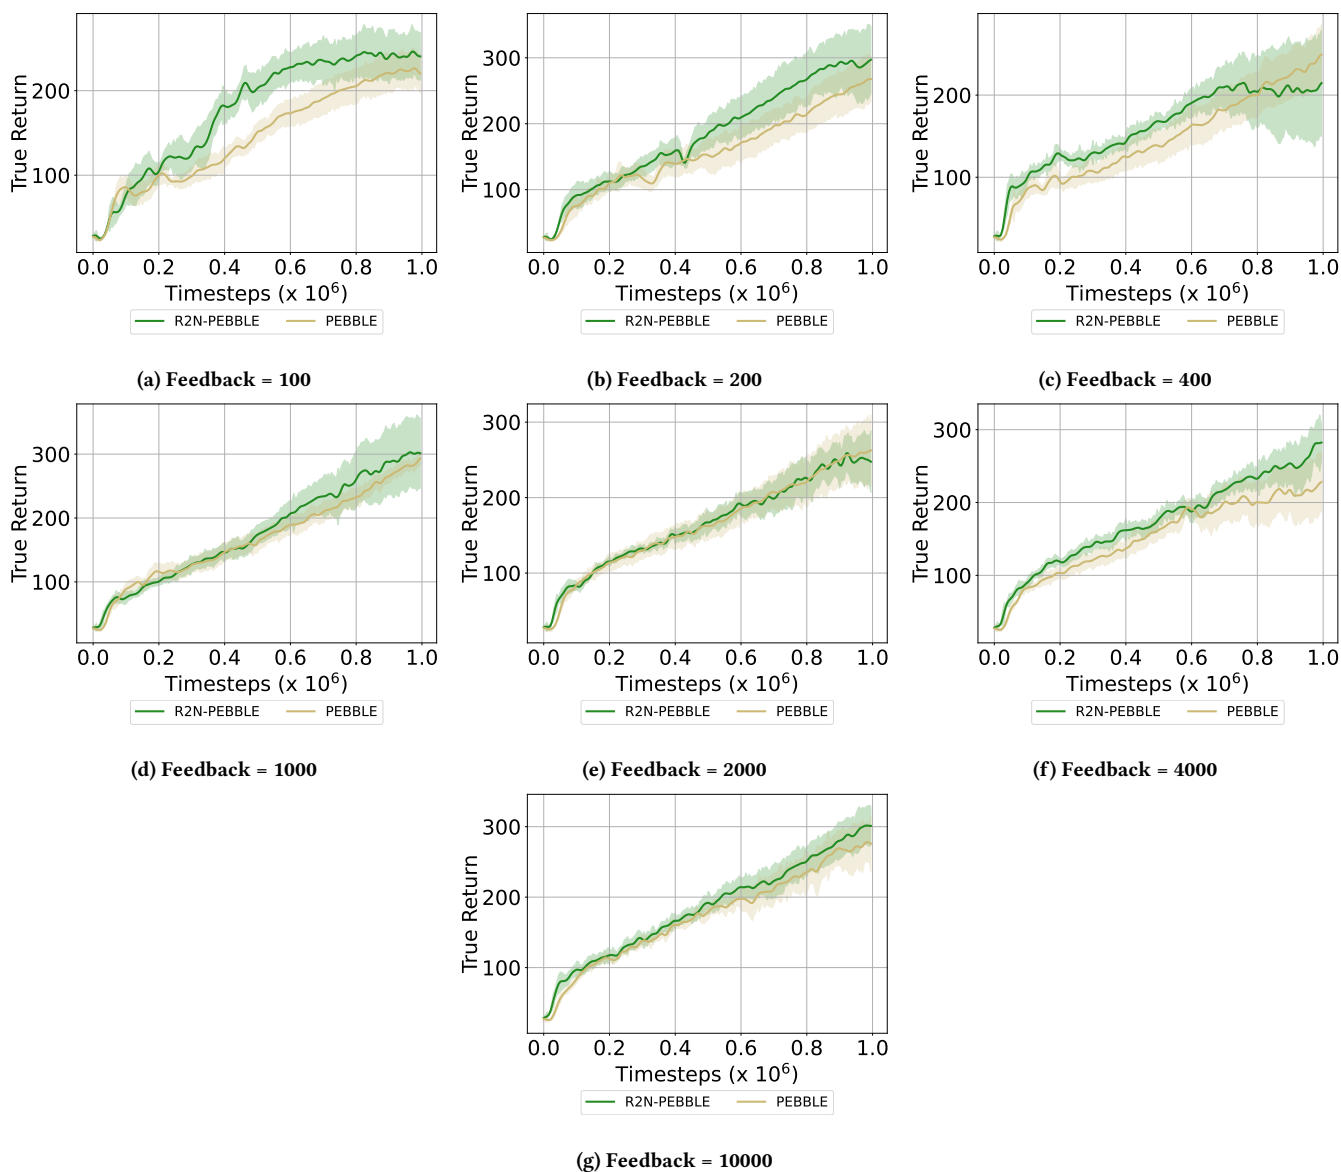 True Return
200
100
0.0 0.2 0.4 0.6 0.8 1.0
Timesteps (x 10^6)
R2N-PEBBLE PEBBLE
(a) Feedback = 100
True Return
300
200
100
0.0 0.2 0.4 0.6 0.8 1.0
Timesteps (x 10^6)
R2N-PEBBLE PEBBLE
(b) Feedback = 200
True Return
200
100
0.0 0.2 0.4 0.6 0.8 1.0
Timesteps (x 10^6)
R2N-PEBBLE PEBBLE
(c) Feedback = 400
True Return
300
200
100
0.0 0.2 0.4 0.6 0.8 1.0
Timesteps (x 10^6)
R2N-PEBBLE PEBBLE
(d) Feedback = 1000
True Return
300
200
100
0.0 0.2 0.4 0.6 0.8 1.0
Timesteps (x 10^6)
R2N-PEBBLE PEBBLE
(e) Feedback = 2000
True Return
300
200
100
0.0 0.2 0.4 0.6 0.8 1.0
Timesteps (x 10^6)
R2N-PEBBLE PEBBLE
(f) Feedback = 4000
True Return
300
200
100
0.0 0.2 0.4 0.6 0.8 1.0
Timesteps (x 10^6)
R2N-PEBBLE PEBBLE
(g) Feedback = 10000